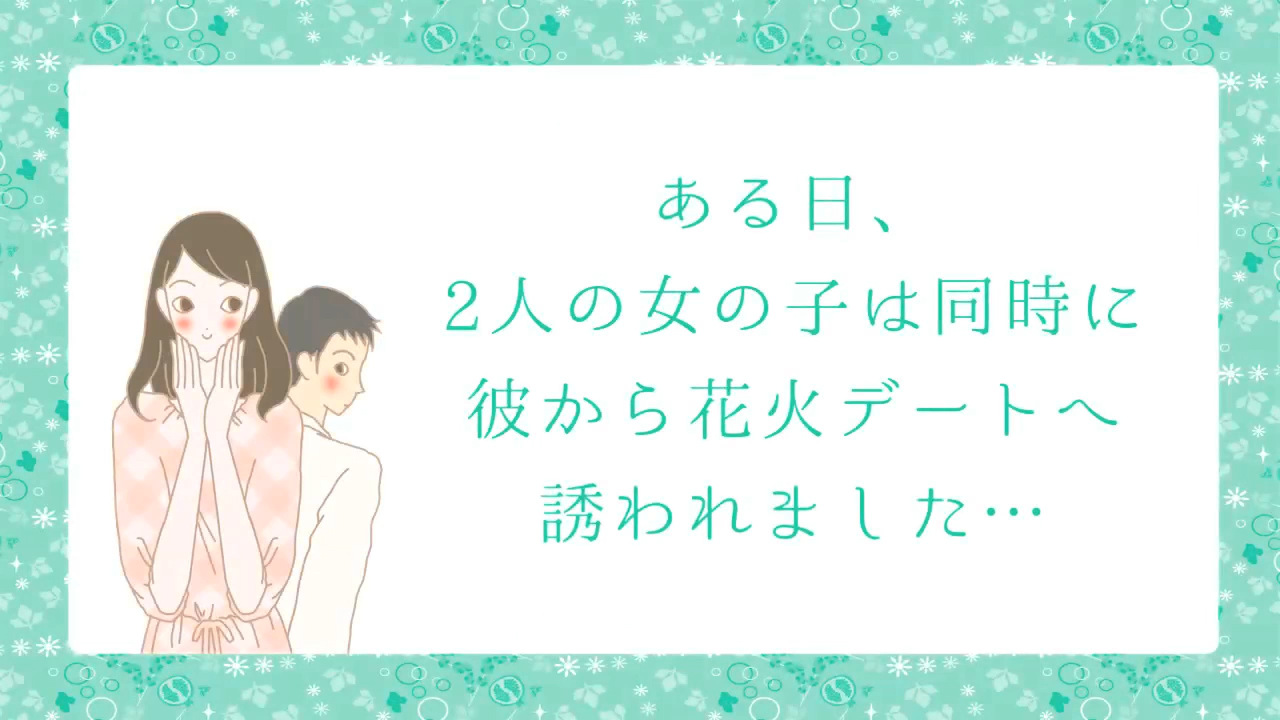 ある日、
2人の女の子は同時に
彼から花火デートへ
誘われました…